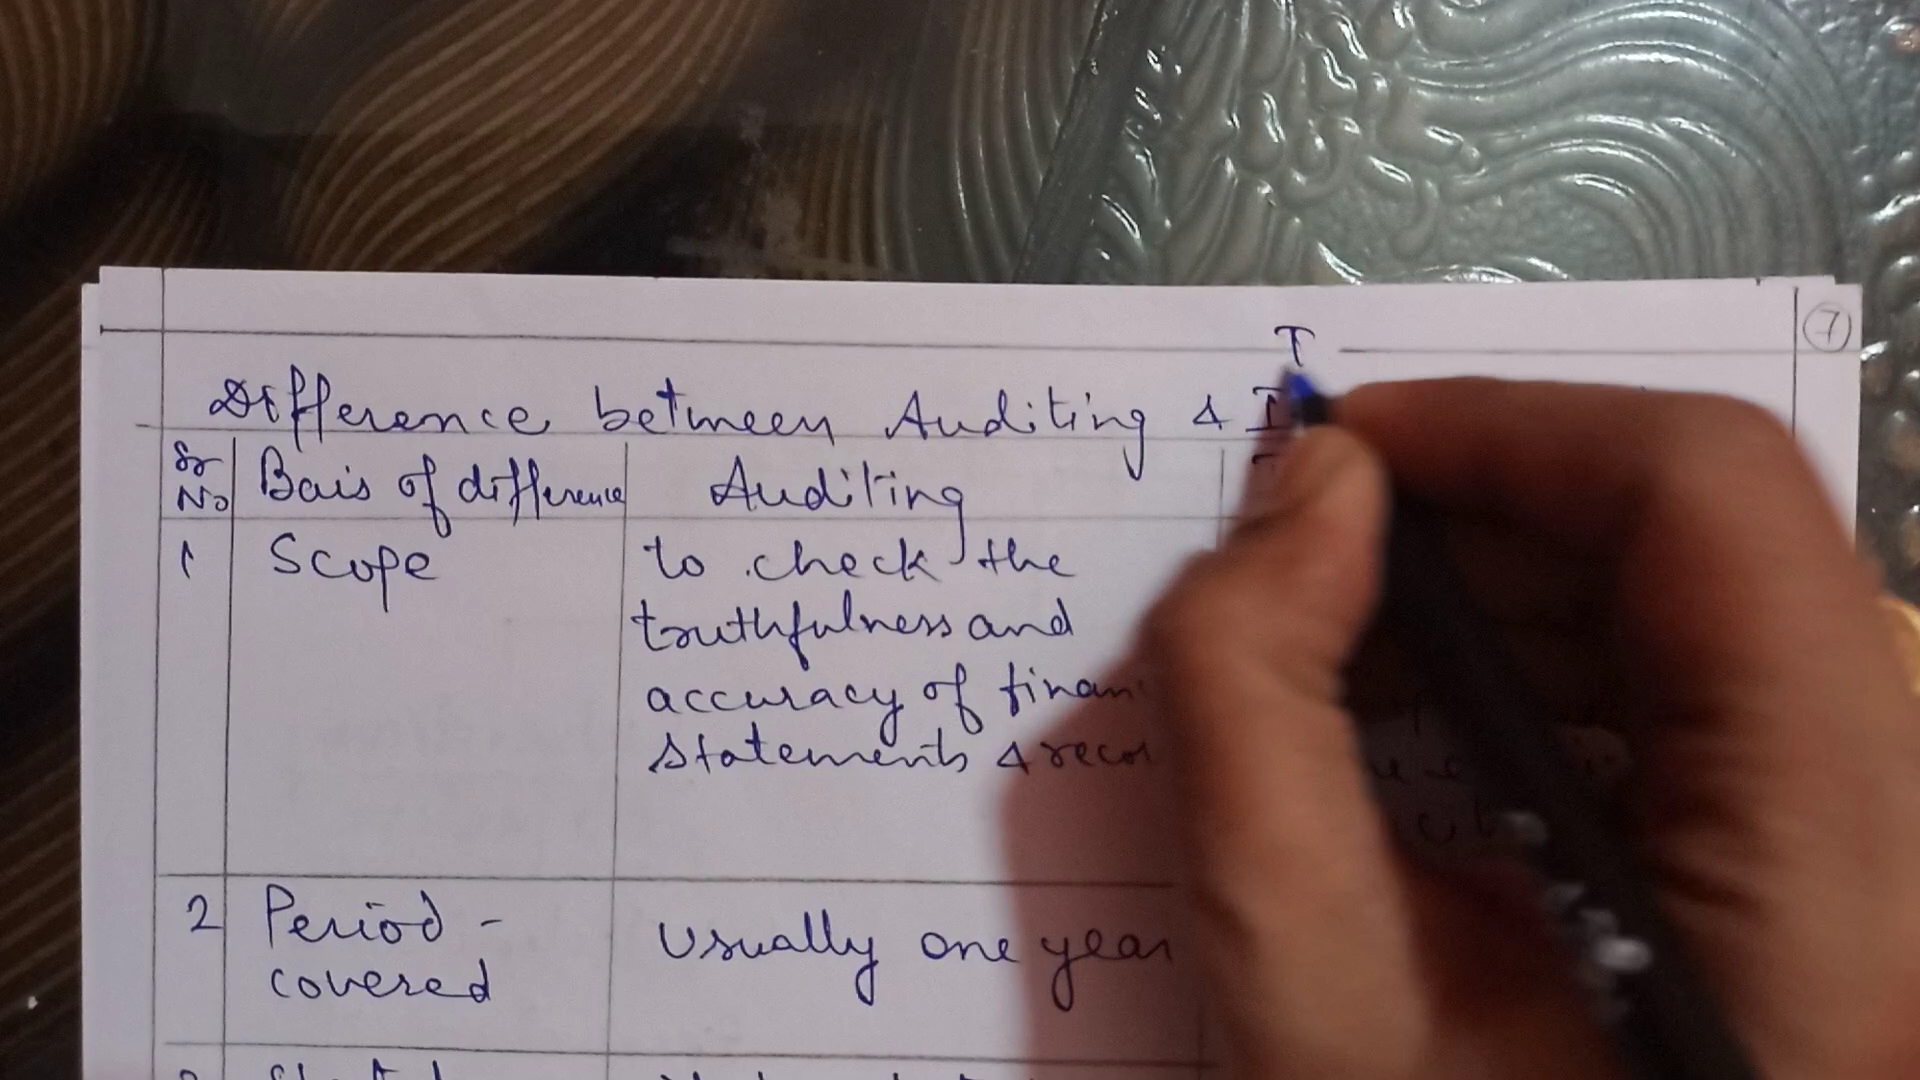 7
I
Difference between Auditing & I
Sr No Bais of difference Auditing
1 Scope to check the
truthfulness and
accuracy of
statements &
2 Period - usually one year
covered